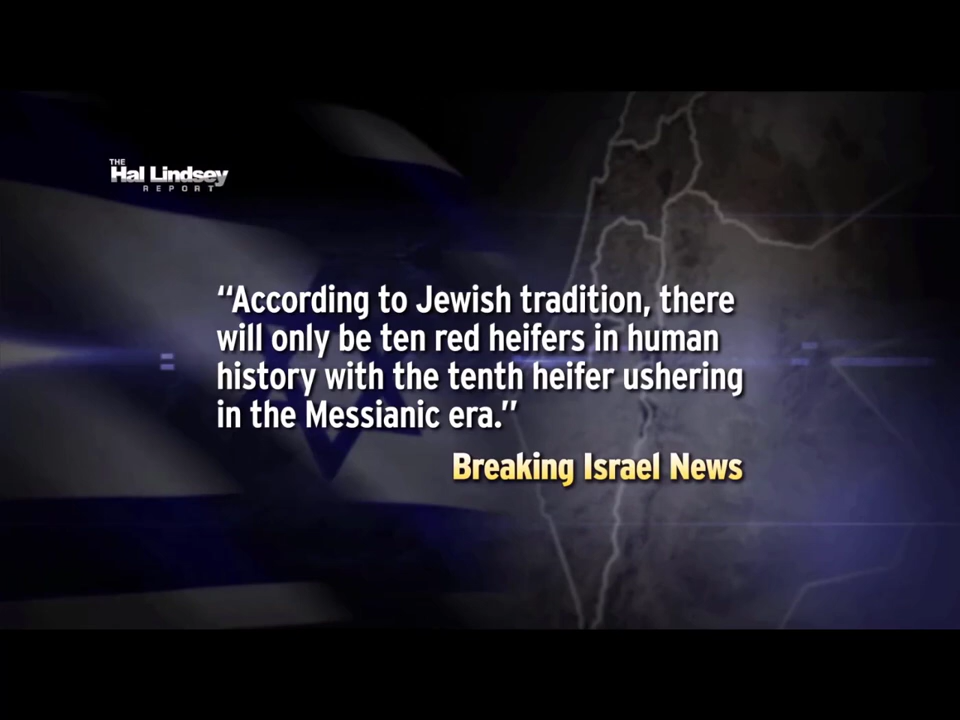 THE
Hal Lindsey
REPORT
“According to Jewish tradition, there
will only be ten red heifers in human
history with the tenth heifer ushering
in the Messianic era.”
Breaking Israel News